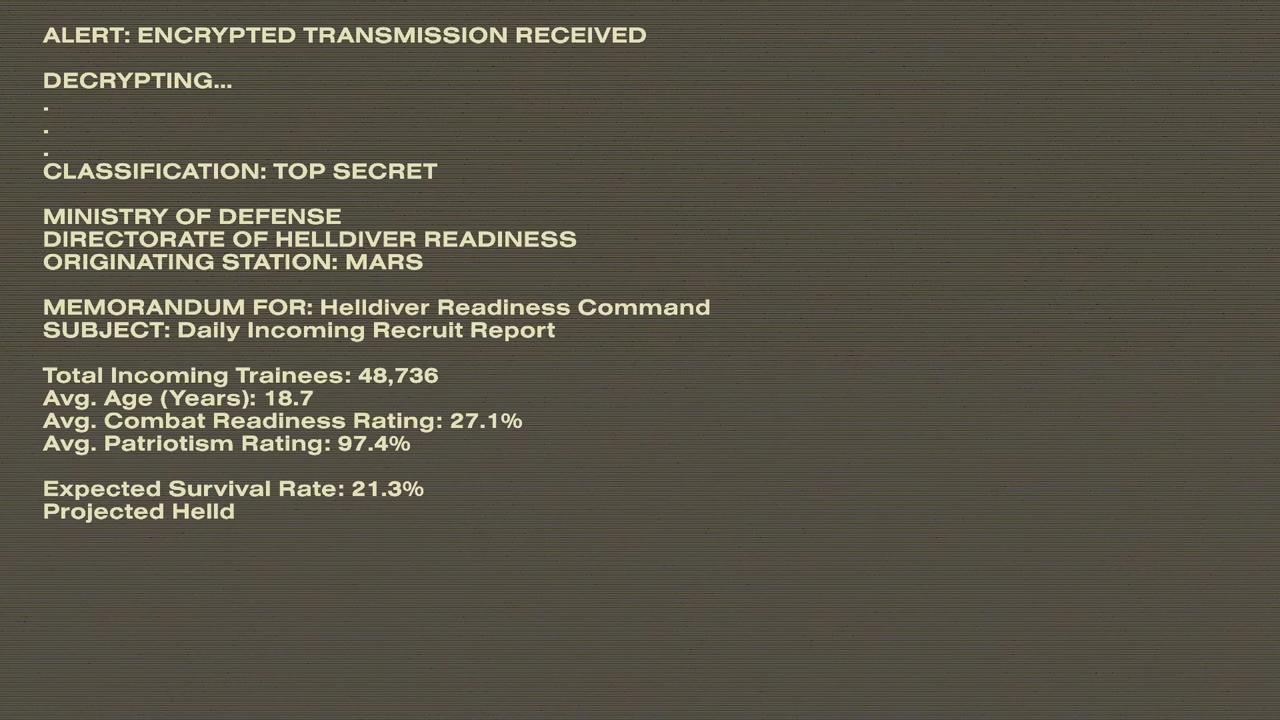 ALERT: ENCRYPTED TRANSMISSION RECEIVED
DECRYPTING...
.
.
.
CLASSIFICATION: TOP SECRET
MINISTRY OF DEFENSE
DIRECTORATE OF HELLDIVER READINESS
ORIGINATING STATION: MARS
MEMORANDUM FOR: Helldiver Readiness Command
SUBJECT: Daily Incoming Recruit Report
Total Incoming Trainees: 48,736
Avg. Age (Years): 18.7
Avg. Combat Readiness Rating: 27.1%
Avg. Patriotism Rating: 97.4%
Expected Survival Rate: 21.3%
Projected Helld